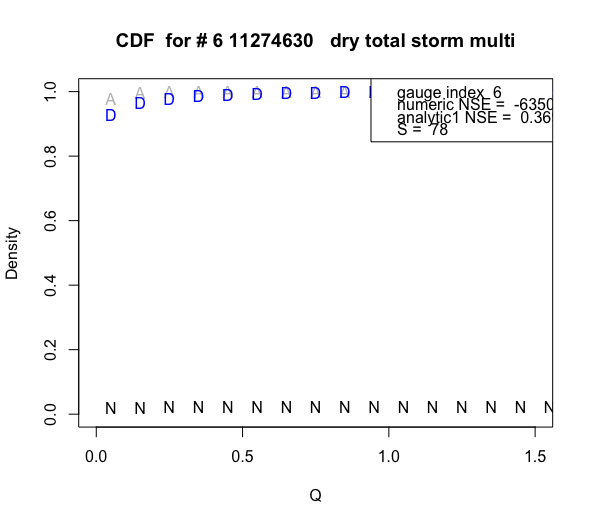 CDF for # 6 11274630 dry total storm multi
A A A A A A A A A
D D D D D D D D D
gauge index 6
numeric NSE = -6350
analytic1 NSE = 0.36
S = 78
Density
0.0 0.2 0.4 0.6 0.8 1.0
N N N N N N N N N N N N N N N N
0.0 0.5 1.0 1.5
Q